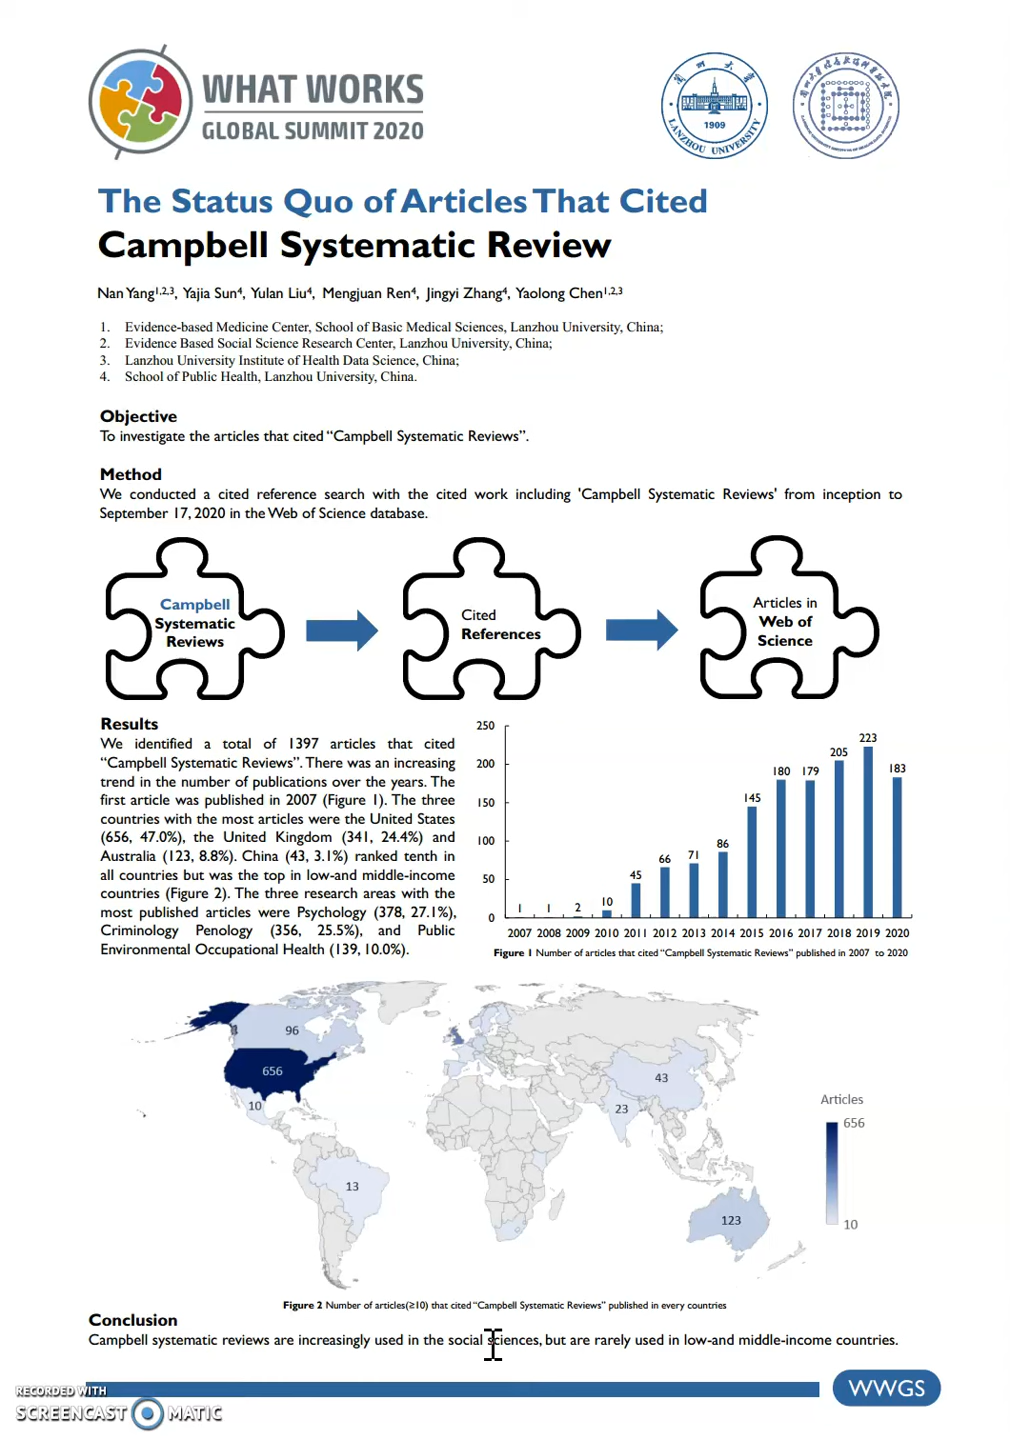 WHAT WORKS
GLOBAL SUMMIT 2020
兰州大学
1909
LANZHOU UNIVERSITY
The Status Quo of Articles That Cited
Campbell Systematic Review
Nan Yang1,2,3, Yajia Sun4, Yulan Liu4, Mengjuan Ren4, Jingyi Zhang4, Yaolong Chen1,2,3
1. Evidence-based Medicine Center, School of Basic Medical Sciences, Lanzhou University, China;
2. Evidence Based Social Science Research Center, Lanzhou University, China;
3. Lanzhou University Institute of Health Data Science, China;
4. School of Public Health, Lanzhou University, China.
Objective
To investigate the articles that cited “Campbell Systematic Reviews”.
Method
We conducted a cited reference search with the cited work including 'Campbell Systematic Reviews' from inception to
September 17, 2020 in the Web of Science database.
Campbell
Systematic
Reviews
Cited
References
Articles in
Web of
Science
Results
We identified a total of 1397 articles that cited
“Campbell Systematic Reviews”. There was an increasing
trend in the number of publications over the years. The
first article was published in 2007 (Figure 1). The three
countries with the most articles were the United States
(656, 47.0%), the United Kingdom (341, 24.4%) and
Australia (123, 8.8%). China (43, 3.1%) ranked tenth in
all countries but was the top in low-and middle-income
countries (Figure 2). The three research areas with the
most published articles were Psychology (378, 27.1%),
Criminology Penology (356, 25.5%), and Public
Environmental Occupational Health (139, 10.0%).
250
200
150
100
50
0
1 1 2 10 45 66 71 86 145 180 179 205 223 183
2007 2008 2009 2010 2011 2012 2013 2014 2015 2016 2017 2018 2019 2020
Figure 1 Number of articles that cited “Campbell Systematic Reviews” published in 2007 to 2020
96
656
10
13
43
23
123
Articles
656
10
Figure 2 Number of articles(≥10) that cited “Campbell Systematic Reviews” published in every countries
Conclusion
Campbell systematic reviews are increasingly used in the social sciences, but are rarely used in low-and middle-income countries.
WWGS
RECORDED WITH
SCREENCAST MATIC